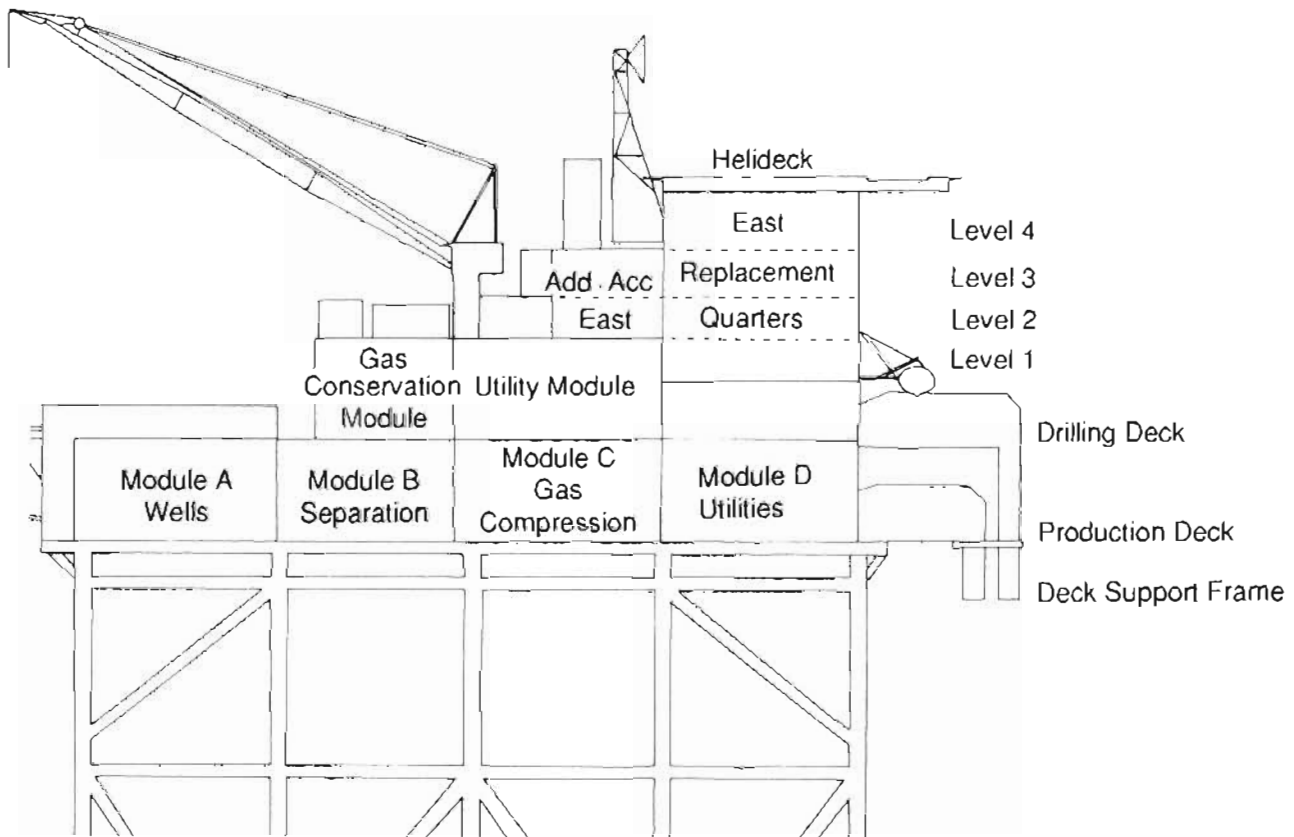 Helideck
East
Level 4
Add · Acc
Replacement
Level 3
East
Quarters
Level 2
Level 1
Gas
Conservation
Module
Utility Module
Drilling Deck
Module A
Wells
Module B
Separation
Module C
Gas
Compression
Module D
Utilities
Production Deck
Deck Support Frame